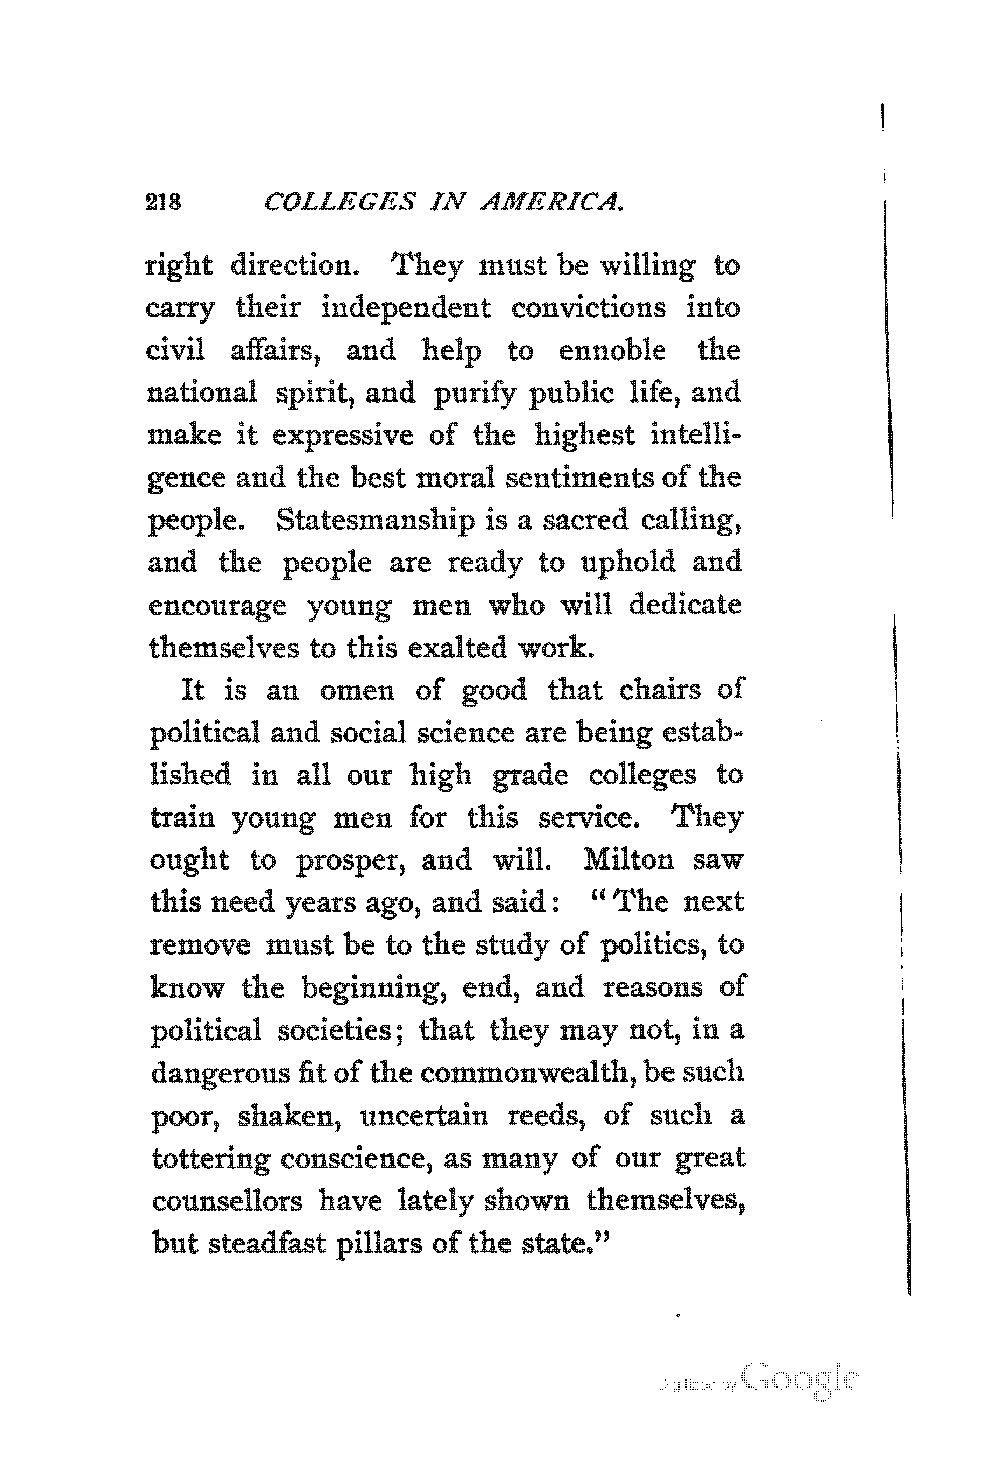 218 COLLEGES IN AMERICA.
right direction. They must be willing to
carry their independent convictions into
civil affairs, and help to ennoble the
national spirit, and purify public life, and
make it expressive of the highest intelli-
gence and the best moral sentiments of the
people. Statesmanship is a sacred calling,
and the people are ready to uphold and
encourage young men who will dedicate
themselves to this exalted work.
It is an omen of good that chairs of
political and social science are being estab-
lished in all our high grade colleges to
train young men for this service. They
ought to prosper, and will. Milton saw
this need years ago, and said: "The next
remove must be to the study of politics, to
know the beginning, end, and reasons of
political societies; that they may not, in a
dangerous fit of the commonwealth, be such
poor, shaken, uncertain reeds, of such a
tottering conscience, as many of our great
counsellors have lately shown themselves,
but steadfast pillars of the state."
Digitized by Google